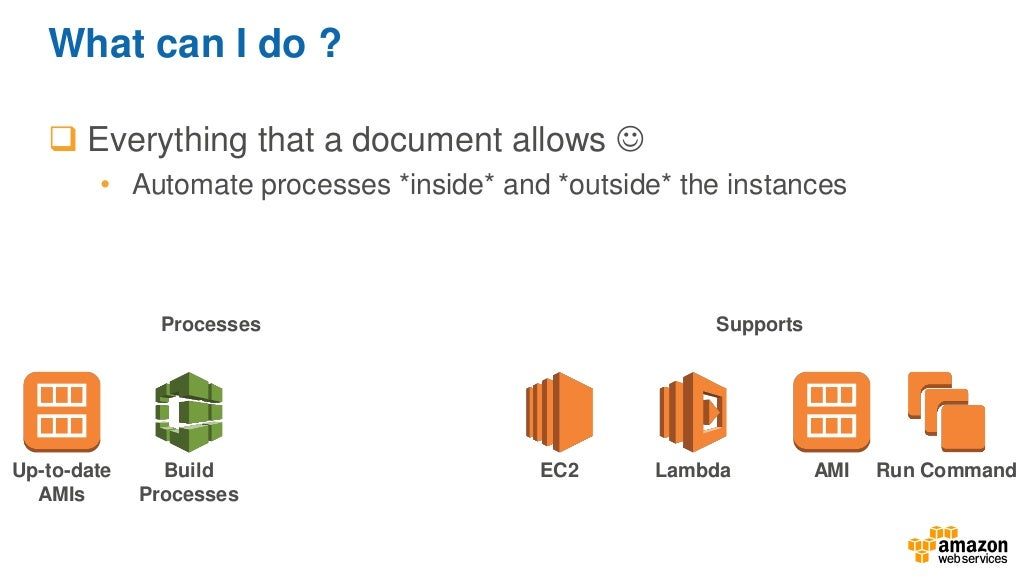 What can I do ?
Everything that a document allows ☺
• Automate processes *inside* and *outside* the instances
Processes
Supports
Up-to-date
AMIs
Build
Processes
EC2
Lambda
AMI
Run Command
amazon
webservices